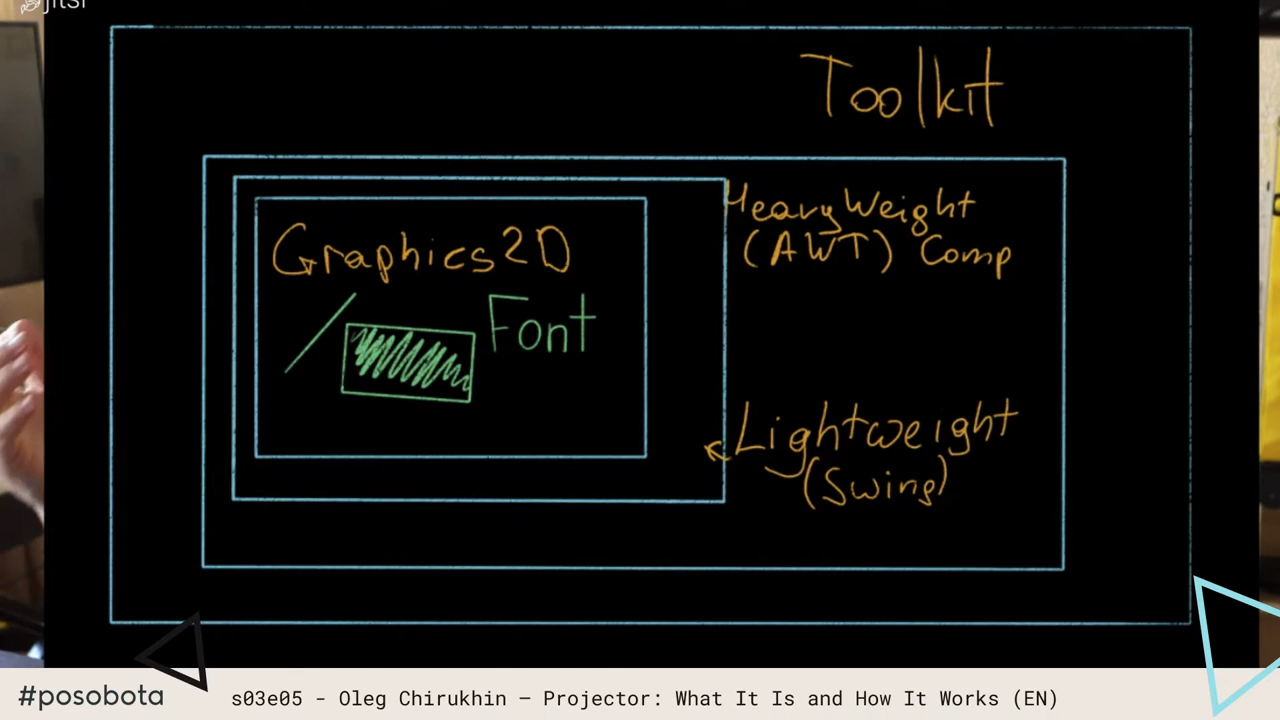 jitsi
Toolkit
HeavyWeight
(AWT) Comp
Graphics2D
Font
Lightweight
(Swing)
#posobota
s03e05 - Oleg Chirukhin – Projector: What It Is and How It Works (EN)